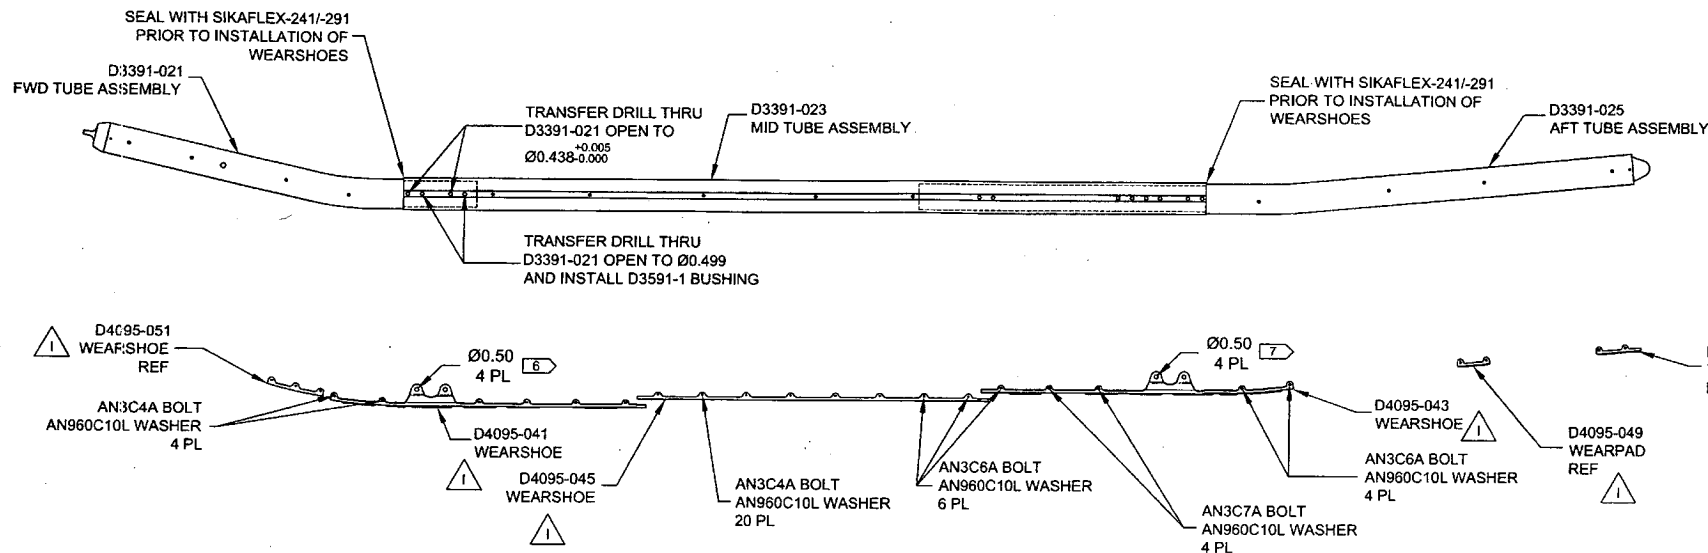 SEAL WITH SIKAFLEX-241/-291
PRIOR TO INSTALLATION OF
WEARSHOES
D3391-021
FWD TUBE ASSEMBLY
TRANSFER DRILL THRU
D3391-021 OPEN TO
Ø0.438 +0.005 -0.000
D3391-023
MID TUBE ASSEMBLY
SEAL WITH SIKAFLEX-241/-291
PRIOR TO INSTALLATION OF
WEARSHOES
D3391-025
AFT TUBE ASSEMBLY
TRANSFER DRILL THRU
D3391-021 OPEN TO Ø0.499
AND INSTALL D3591-1 BUSHING
1
D4095-051
WEARSHOE
REF
Ø0.50
4 PL
6
Ø0.50
4 PL
7
AN3C4A BOLT
AN960C10L WASHER
4 PL
D4095-041
WEARSHOE
1
D4095-045
WEARSHOE
1
AN3C4A BOLT
AN960C10L WASHER
20 PL
AN3C6A BOLT
AN960C10L WASHER
6 PL
AN3C7A BOLT
AN960C10L WASHER
4 PL
AN3C6A BOLT
AN960C10L WASHER
4 PL
D4095-043
WEARSHOE
1
D4095-049
WEARPAD
REF
1